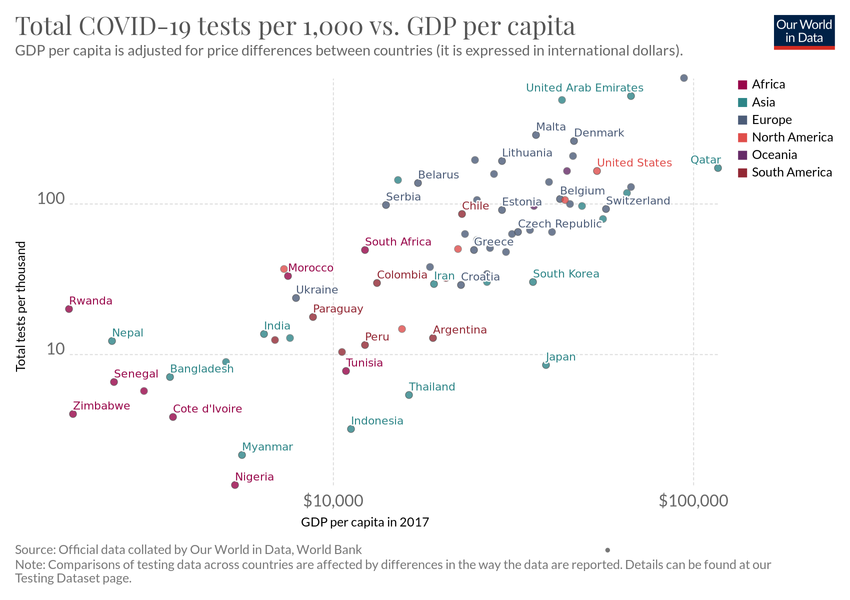 Total COVID-19 tests per 1,000 vs. GDP per capita
GDP per capita is adjusted for price differences between countries (it is expressed in international dollars).
Our World
in Data
Africa
Asia
Europe
North America
Oceania
South America
United Arab Emirates
Malta
Denmark
Lithuania
United States
Qatar
Belarus
Belgium
Serbia
Estonia
Switzerland
Chile
Czech Republic
South Africa
Greece
Morocco
Colombia
Iran
Croatia
South Korea
Ukraine
Rwanda
Paraguay
India
Nepal
Peru
Argentina
Tunisia
Japan
Senegal
Bangladesh
Thailand
Zimbabwe
Cote d'Ivoire
Indonesia
Myanmar
Nigeria
100
10
Total tests per thousand
$10,000
$100,000
GDP per capita in 2017
Source: Official data collated by Our World in Data, World Bank
Note: Comparisons of testing data across countries are affected by differences in the way the data are reported. Details can be found at our
Testing Dataset page.